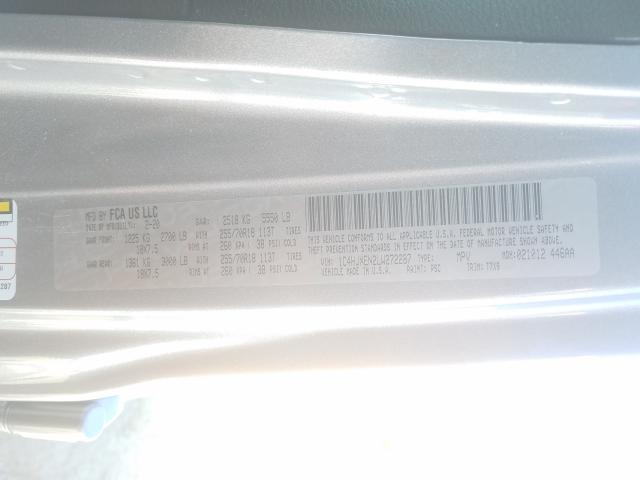 MFD BY FCA US LLC
DATE OF MFR: 2-20 GVWR: 2518 KG 5550 LB
GAWR FRONT: 1225 KG 2700 LB WITH 255/70R18 113T
18X7.5 RIMS AT 260 KPA / 38 PSI COLD
GAWR REAR: 1361 KG 3000 LB WITH 255/70R18 113T
18X7.5 RIMS AT 260 KPA / 38 PSI COLD
THIS VEHICLE CONFORMS TO ALL APPLICABLE U.S.A. FEDERAL MOTOR VEHICLE SAFETY AND
THEFT PREVENTION STANDARDS IN EFFECT ON THE DATE OF MANUFACTURE SHOWN ABOVE.
VIN: 1C4HJXEN2LW272287 TYPE: MPV MDH: 021012 446AA
MADE IN U.S.A. PAINT: PSC TRIM: T7X9
287